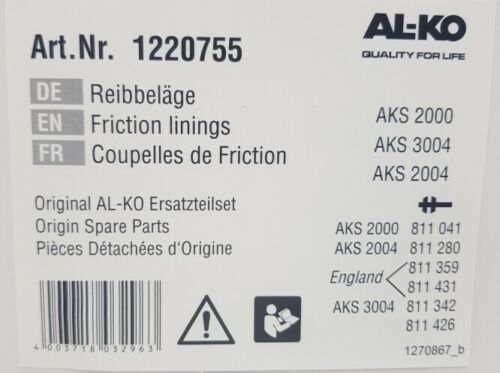 AL-KO
QUALITY FOR LIFE
Art.Nr. 1220755
DE Reibbeläge
EN Friction linings
FR Coupelles de Friction
AKS 2000
AKS 3004
AKS 2004
Original AL-KO Ersatzteilset
Origin Spare Parts
Pièces Détachées d'Origine
AKS 2000 811 041
AKS 2004 811 280
England 811 359
811 431
AKS 3004 811 342
811 426
4 003718 032963
1270867_b